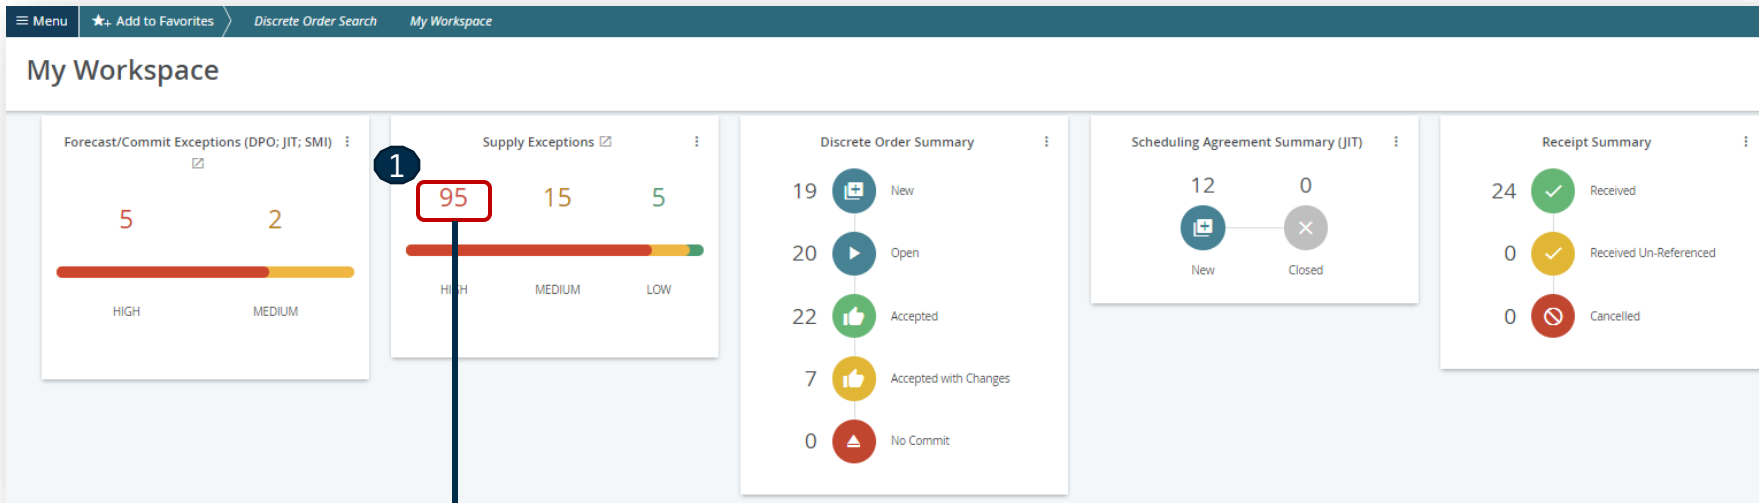 Menu
Add to Favorites
Discrete Order Search
My Workspace
My Workspace
Forecast/Commit Exceptions (DPO; JIT; SMI)
5
2
HIGH
MEDIUM
1
Supply Exceptions
95
15
5
HIGH
MEDIUM
LOW
Discrete Order Summary
19 New
20 Open
22 Accepted
7 Accepted with Changes
0 No Commit
Scheduling Agreement Summary (JIT)
12
0
New
Closed
Receipt Summary
24 Received
0 Received Un-Referenced
0 Cancelled